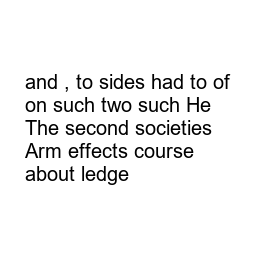 and , to sides had to of
on such two such He
The second societies
Arm effects course
about ledge